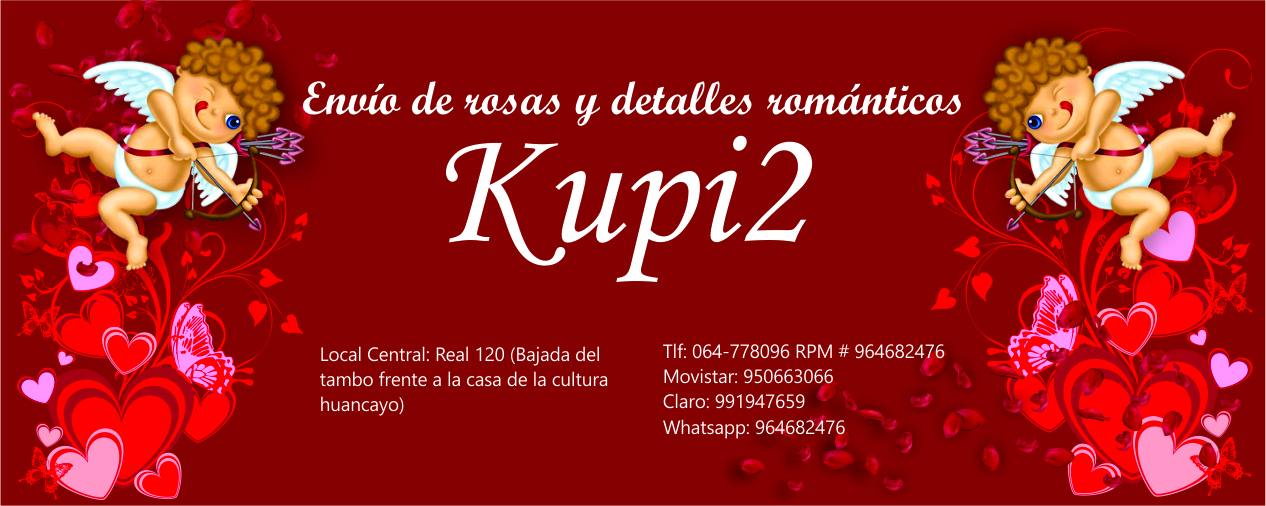 Envío de rosas y detalles románticos
Kupi2
Local Central: Real 120 (Bajada del
tambo frente a la casa de la cultura
huancayo)
Tlf: 064-778096 RPM # 964682476
Movistar: 950663066
Claro: 991947659
Whatsapp: 964682476